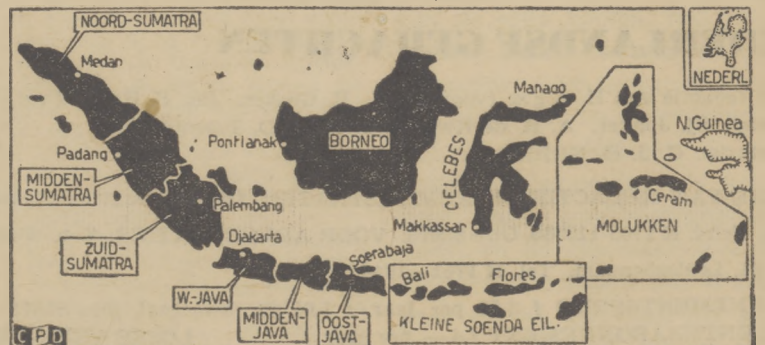 NOORD-SUMATRA
Medan
Padang
MIDDEN-
SUMATRA
Palembang
ZUID-
SUMATRA
Djakarta
W.-JAVA
MIDDEN-
JAVA
Soerabaja
OOST-
JAVA
Pontianak
BORNEO
CELEBES
Manado
Makkassar
Bali
Flores
KLEINE SOENDA EIL.
Ceram
MOLUKKEN
N.Guinea
NEDERL
CPD